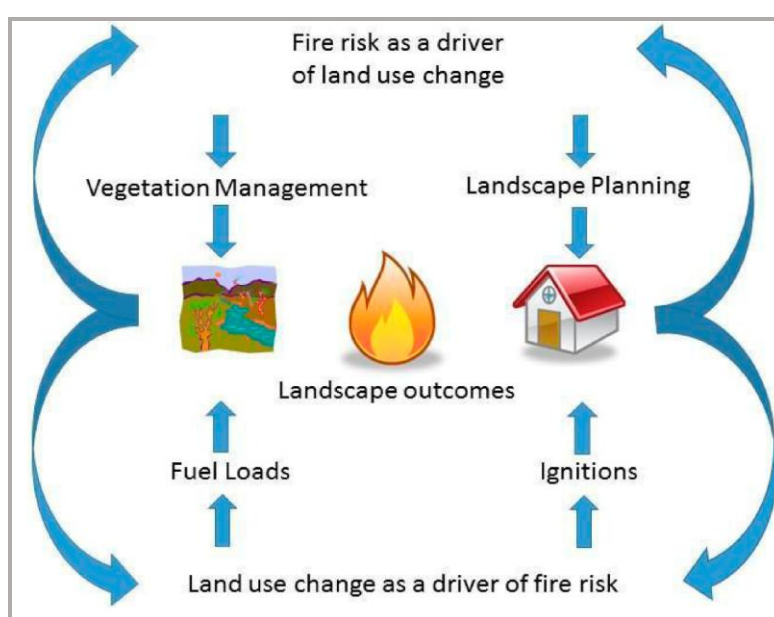 Fire risk as a driver
of land use change
Vegetation Management
Landscape Planning
Landscape outcomes
Fuel Loads
Ignitions
Land use change as a driver of fire risk